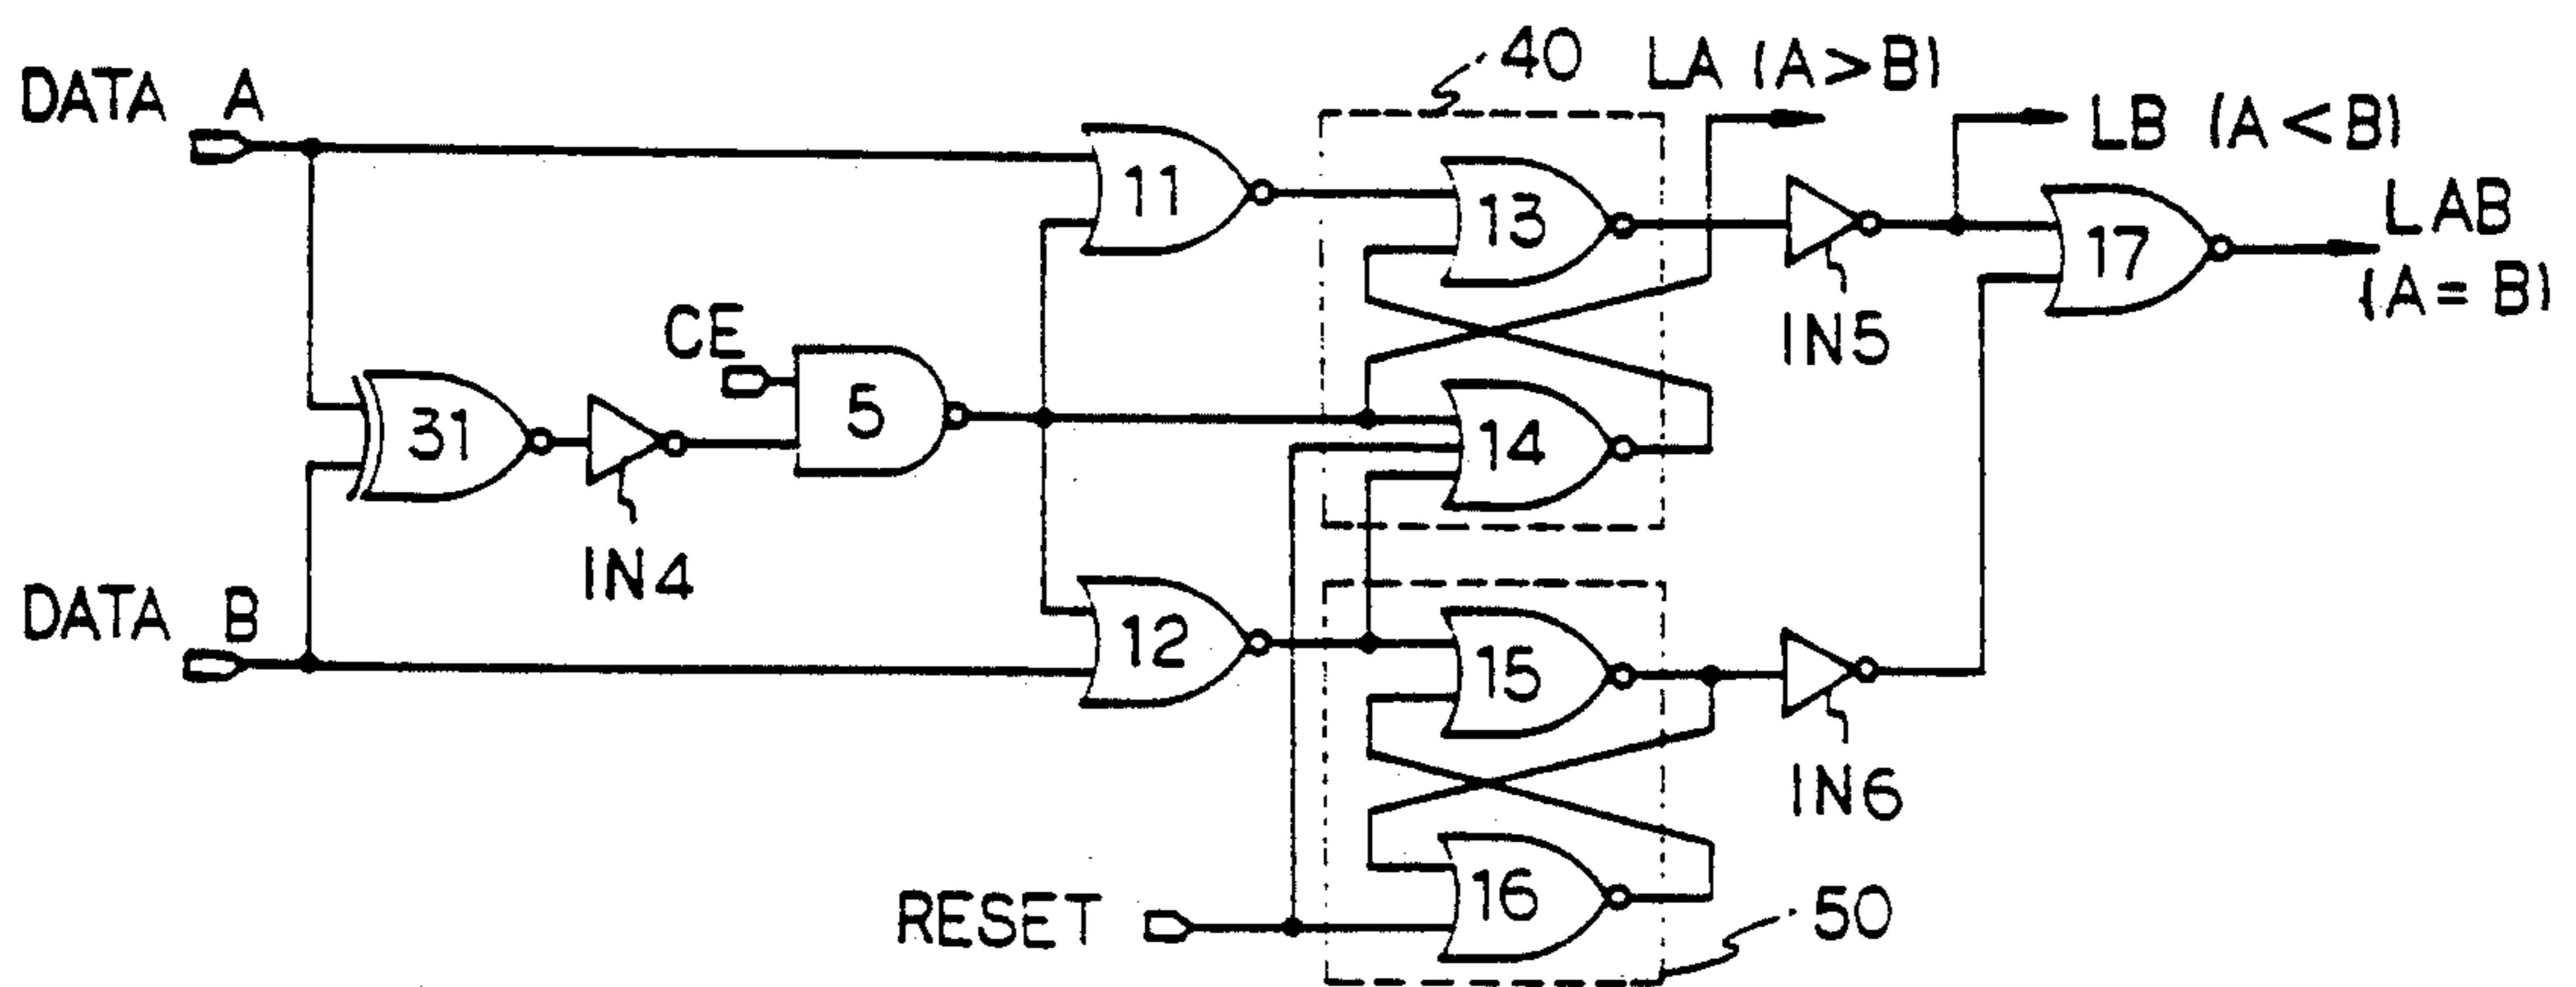 DATA A
40
LA (A>B)
LB (A<B)
11
13
17
LAB
(A=B)
CE
IN5
31
5
14
IN4
DATA B
12
15
IN6
RESET
16
50